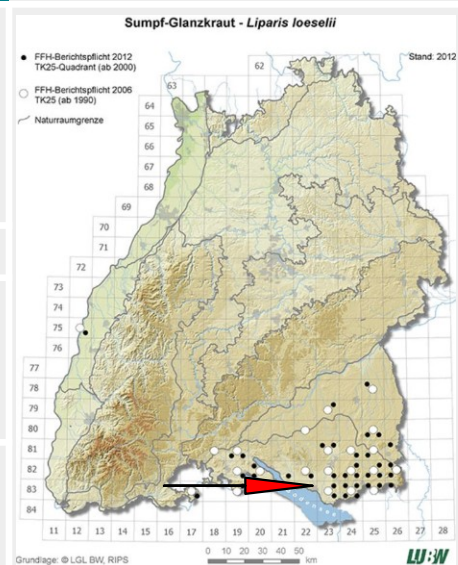 Sumpf-Glanzkraut - Liparis loeselii
FFH-Berichtspflicht 2012
TK25-Quadrant (ab 2000)
FFH-Berichtspflicht 2006
TK25 (ab 1990)
Naturraumgrenze
Stand: 2012
62
63
64
65
66
67
68
69
70
71
72
73
74
75
76
77
78
79
80
81
82
83
84
11 12 13 14 15 16 17 18 19 20 21 22 23 24 25 26 27 28
0 10 20 30 40 50
km
Grundlage: © LGL BW, RIPS
LUBW